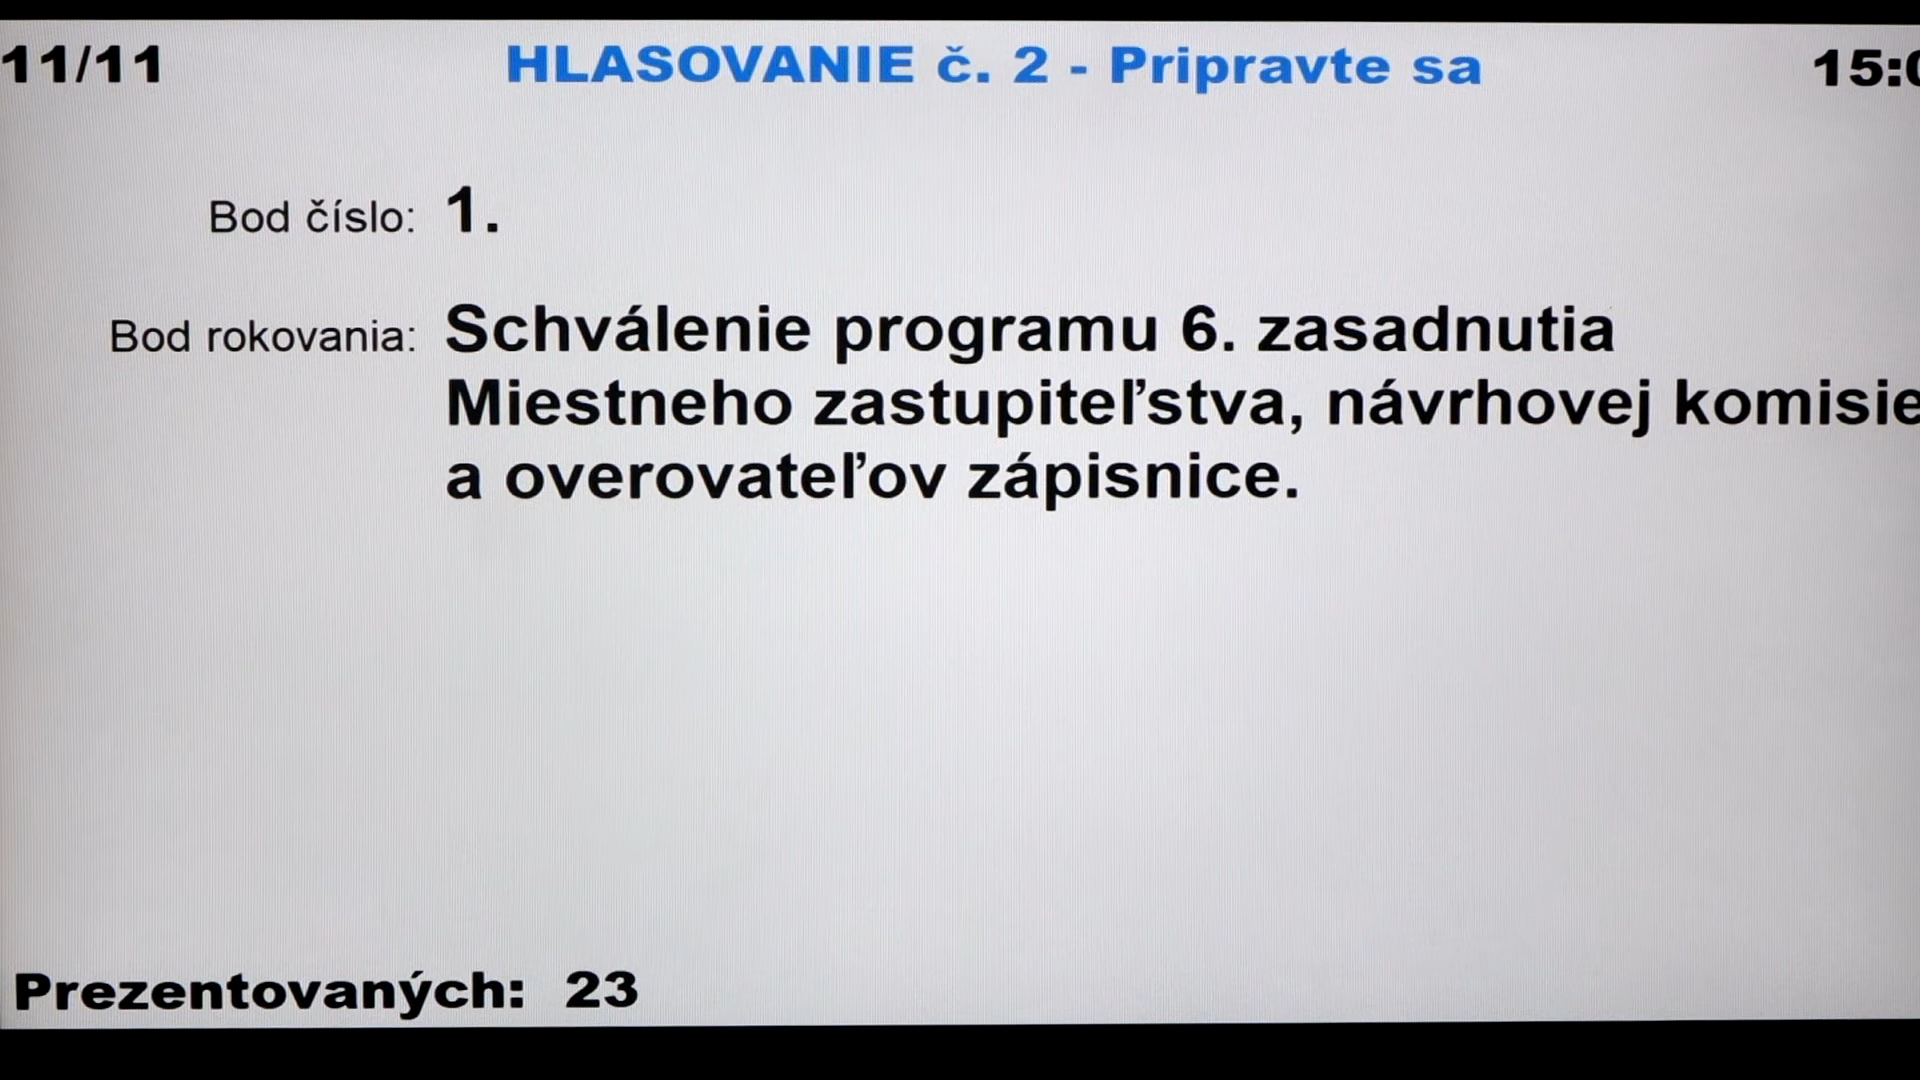 11/11 HLASOVANIE č. 2 - Pripravte sa
Bod číslo: 1.
Bod rokovania: Schválenie programu 6. zasadnutia
Miestneho zastupiteľstva, návrhovej komisie
a overovateľov zápisnice.
Prezentovaných: 23